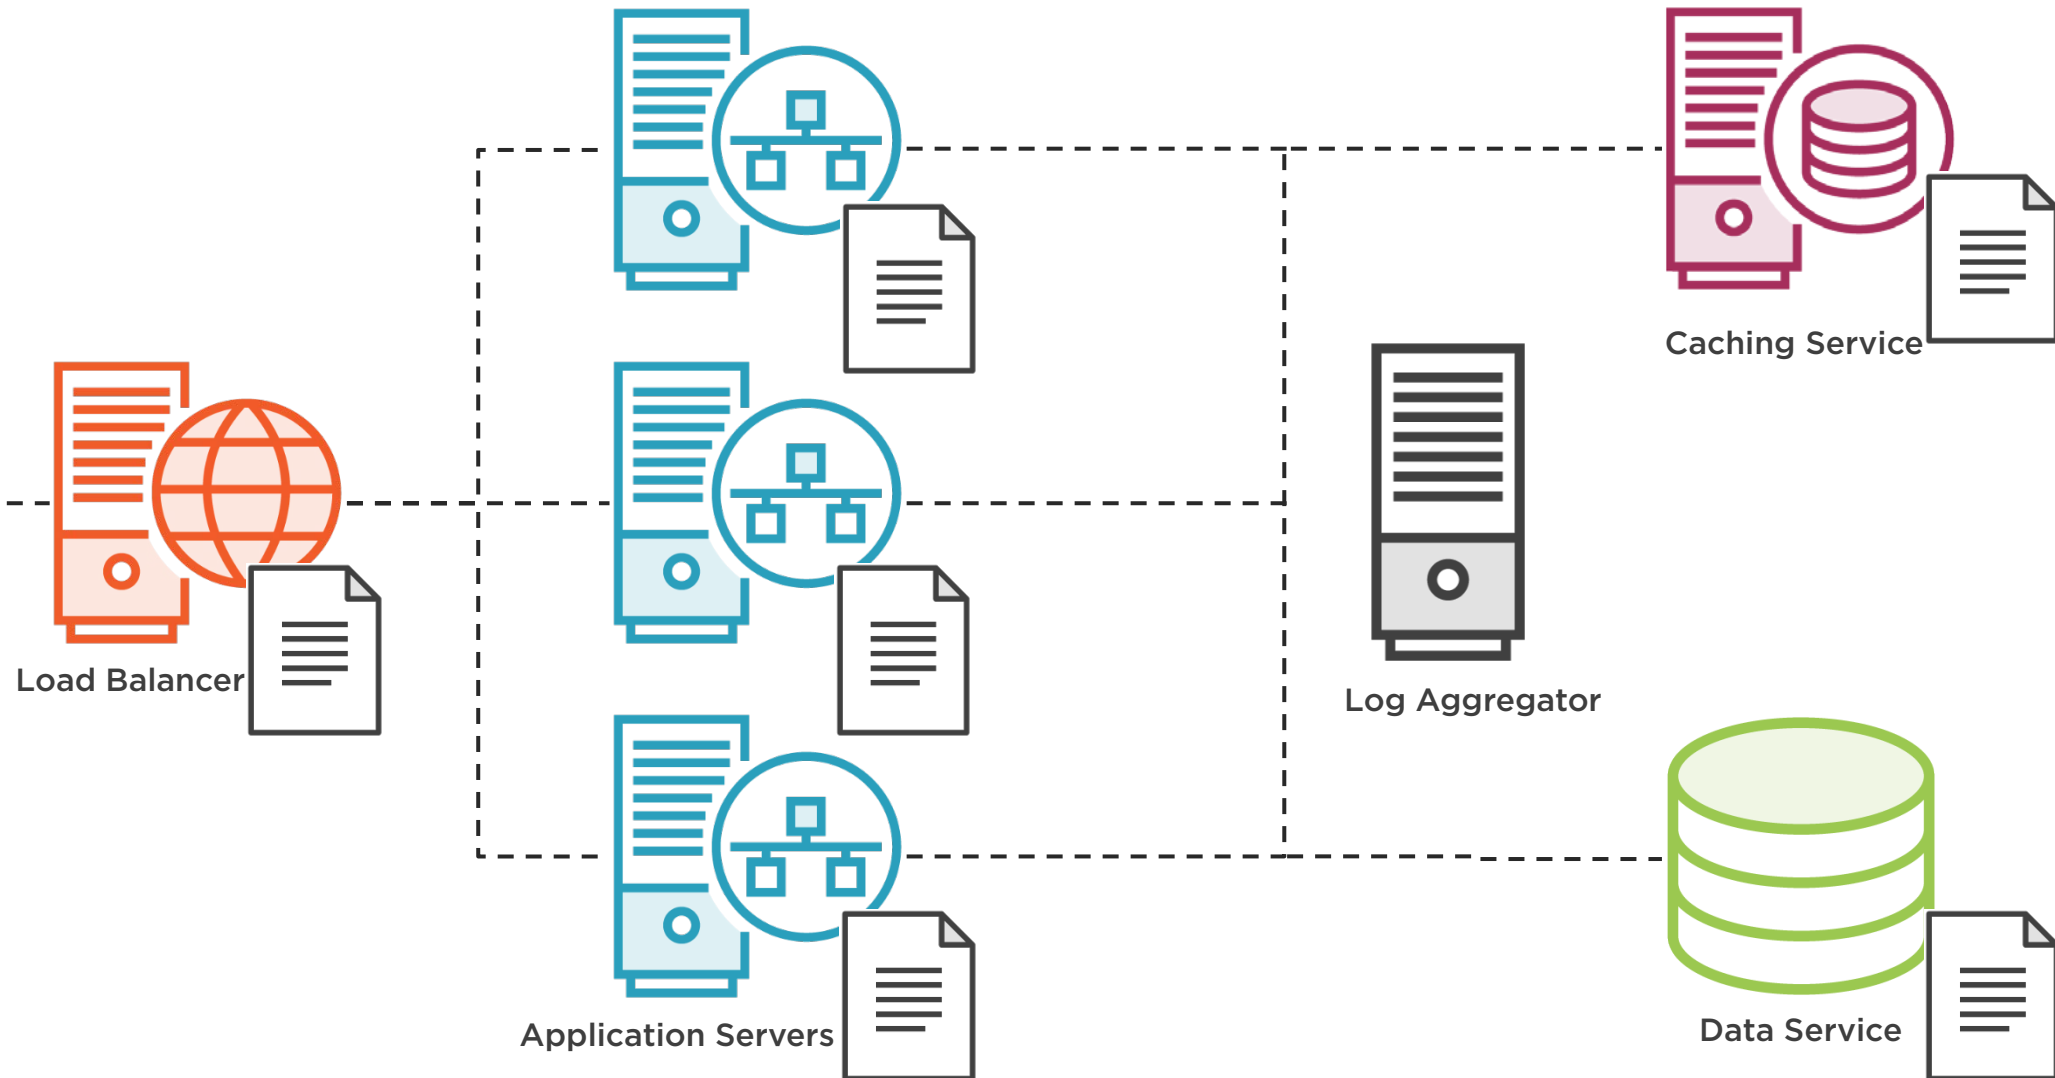 Caching Service
Load Balancer
Log Aggregator
Application Servers
Data Service